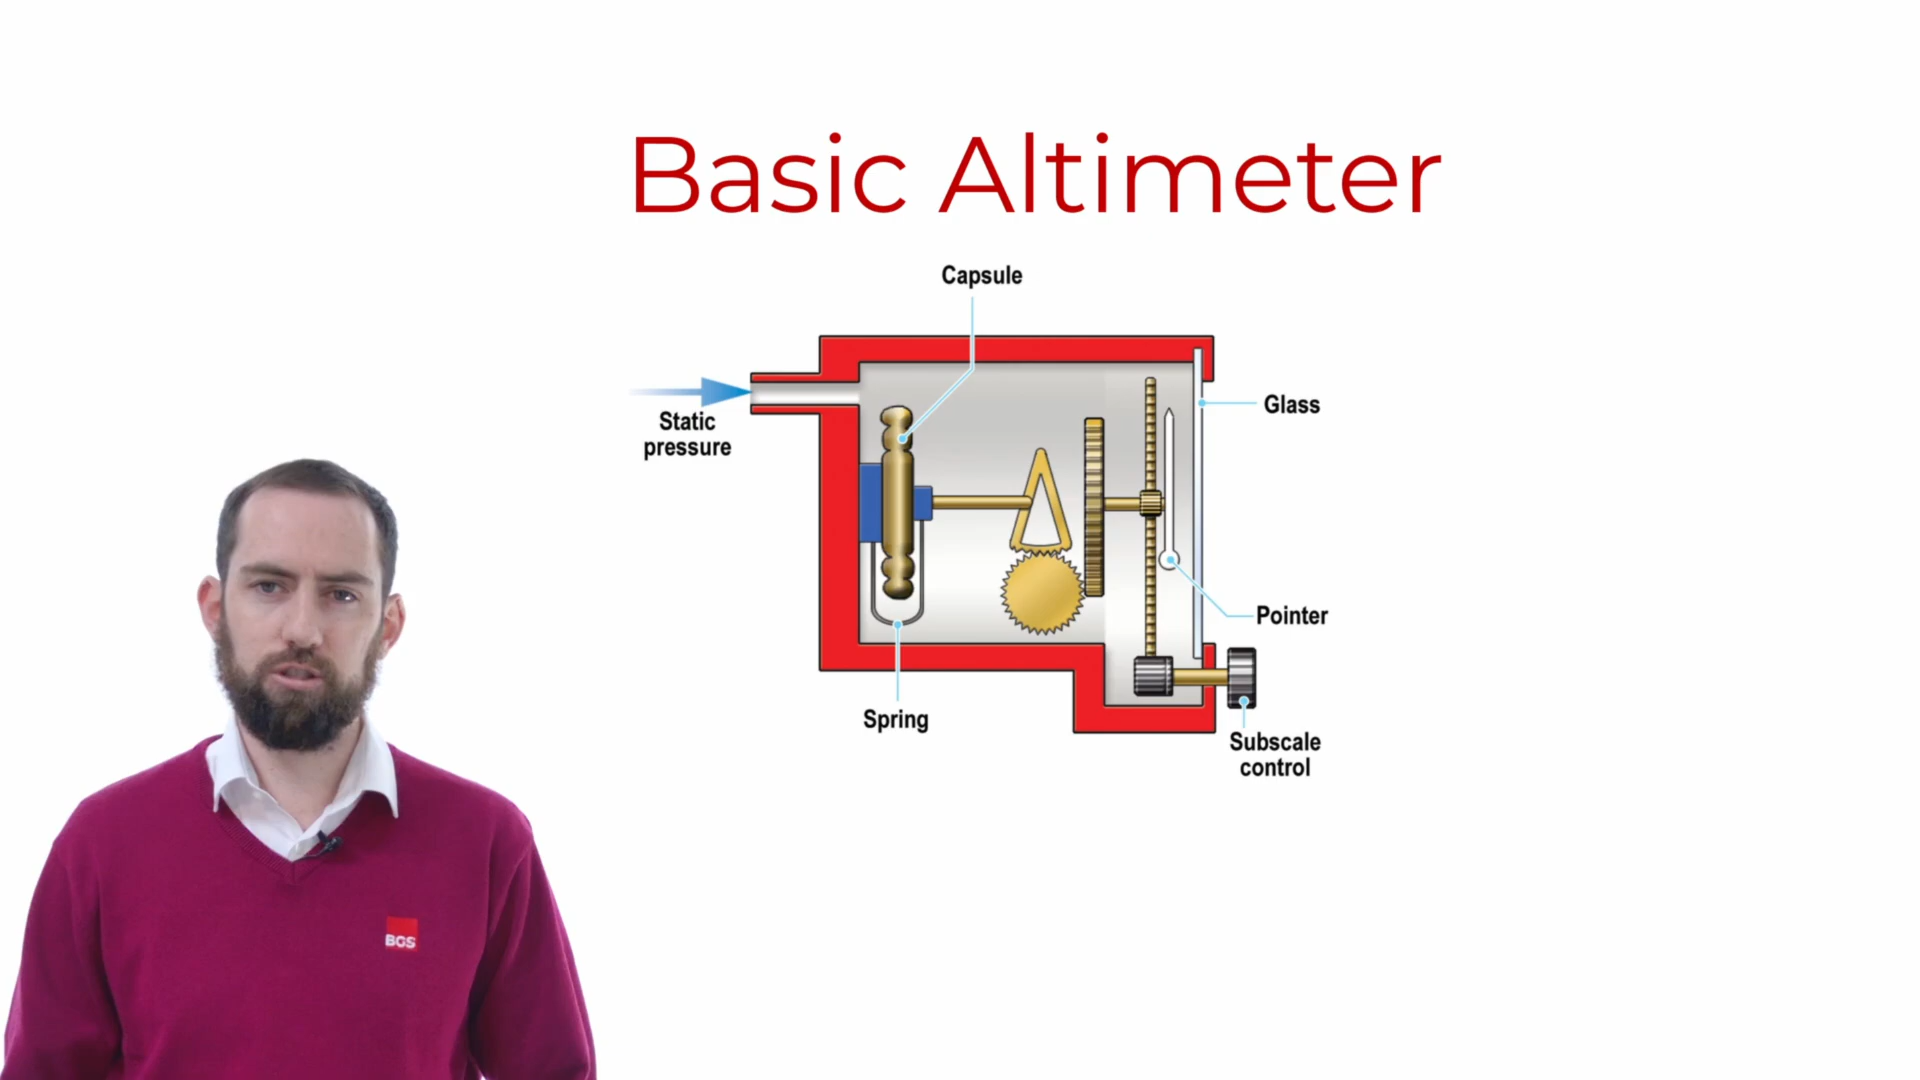 Basic Altimeter
Capsule
Static
pressure
Glass
Pointer
Spring
Subscale
control
BGS